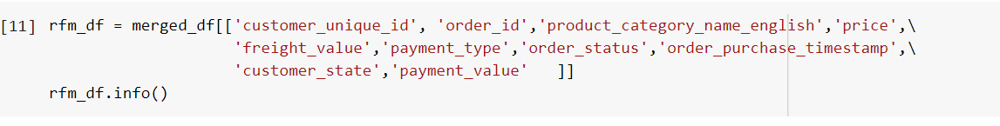 [11] rfm_df = merged_df[['customer_unique_id', 'order_id','product_category_name_english','price',\
'freight_value','payment_type','order_status','order_purchase_timestamp',\
'customer_state','payment_value' ]]
rfm_df.info()